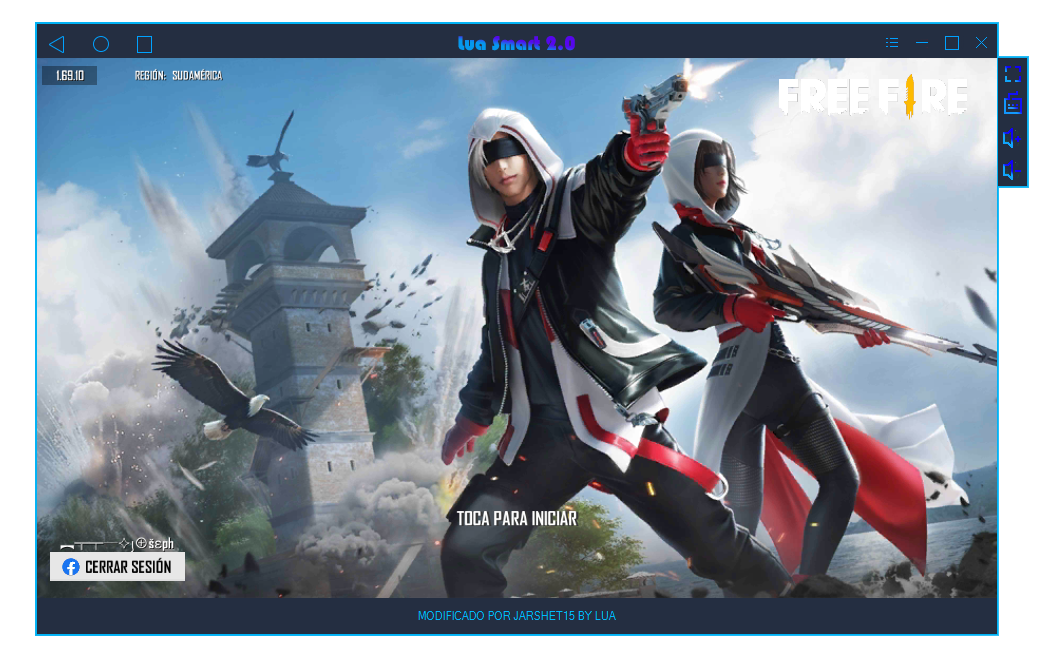 Lua Smart 2.0
1.69.10
REGIÓN: SUDAMÉRICA
FREE FIRE
TOCA PARA INICIAR
CERRAR SESIÓN
MODIFICADO POR JARSHET15 BY LUA